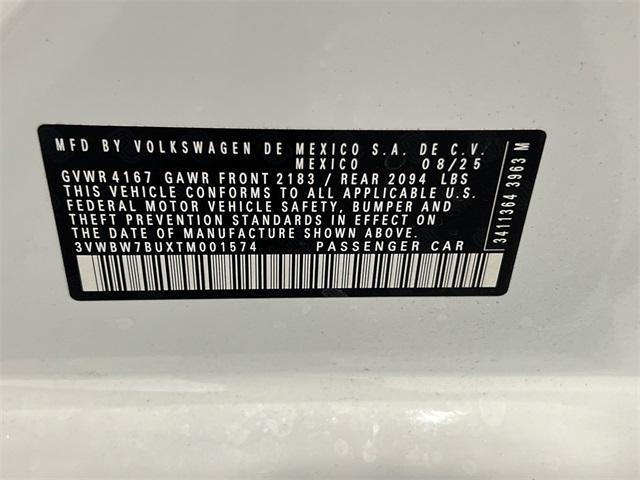 MFD BY VOLKSWAGEN DE MEXICO S.A. DE C.V.
MEXICO 08/25
GVWR 4167 GAWR FRONT 2183 / REAR 2094 LBS
THIS VEHICLE CONFORMS TO ALL APPLICABLE U.S.
FEDERAL MOTOR VEHICLE SAFETY, BUMPER AND
THEFT PREVENTION STANDARDS IN EFFECT ON
THE DATE OF MANUFACTURE SHOWN ABOVE.
3VWBW7BUXTM001574 PASSENGER CAR
3411364 3963 M